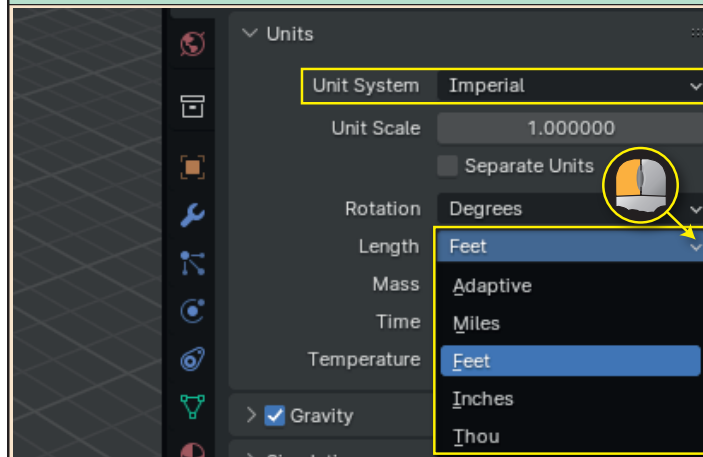 Units
Unit System Imperial
Unit Scale 1.000000
Separate Units
Rotation Degrees
Length Feet
Mass Adaptive
Time Miles
Temperature Feet
Inches
Gravity
Thou